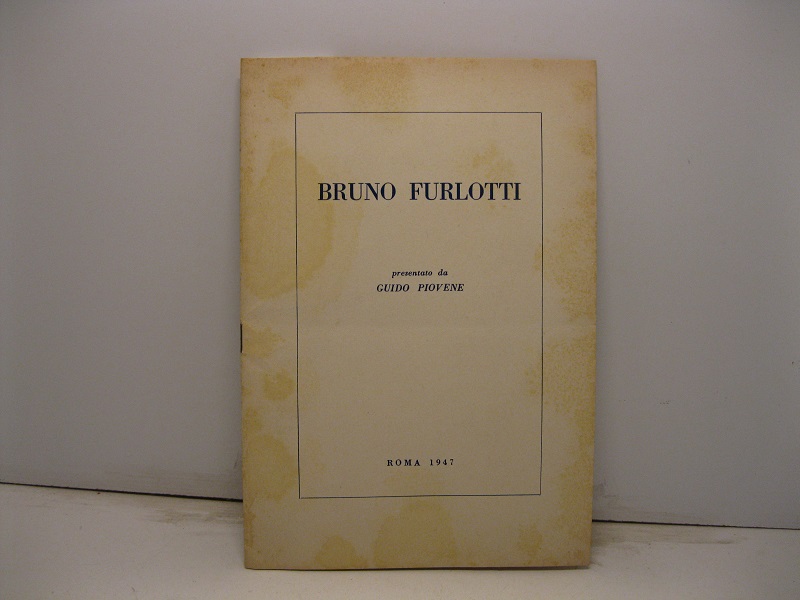 BRUNO FURLOTTI
presentato da
GUIDO PIOVENE
ROMA 1947